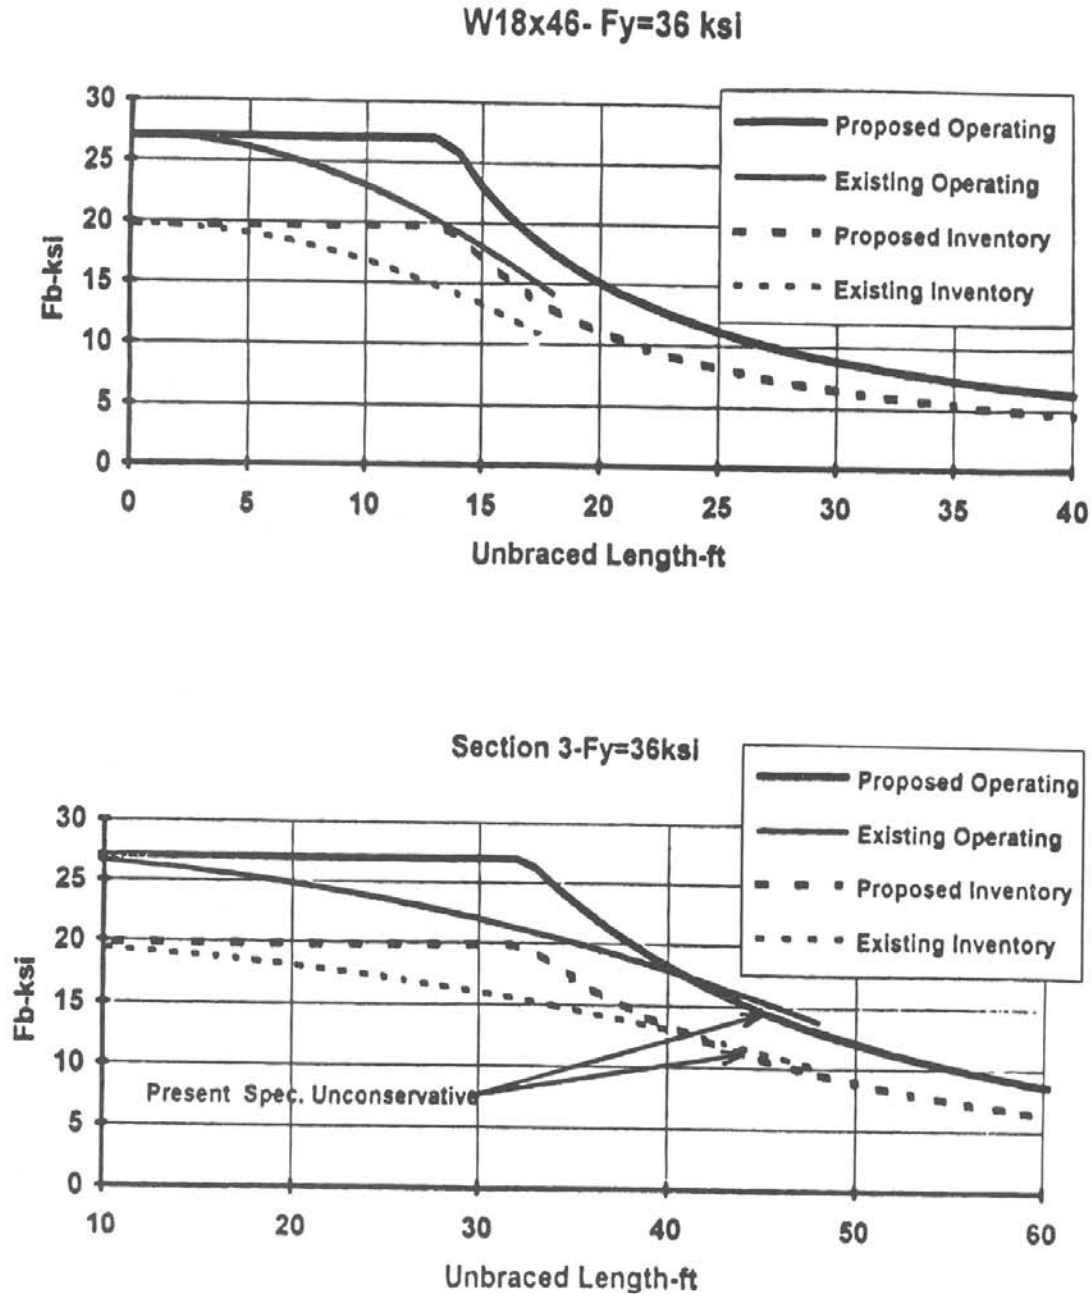 W18x46- Fy=36 ksi
30
25
20
15
10
5
0
Fb-ksi
0 5 10 15 20 25 30 35 40
Unbraced Length-ft
Proposed Operating
Existing Operating
Proposed Inventory
Existing Inventory
Section 3-Fy=36ksi
30
25
20
15
10
5
0
Fb-ksi
10 20 30 40 50 60
Unbraced Length-ft
Proposed Operating
Existing Operating
Proposed Inventory
Existing Inventory
Present Spec. Unconservative